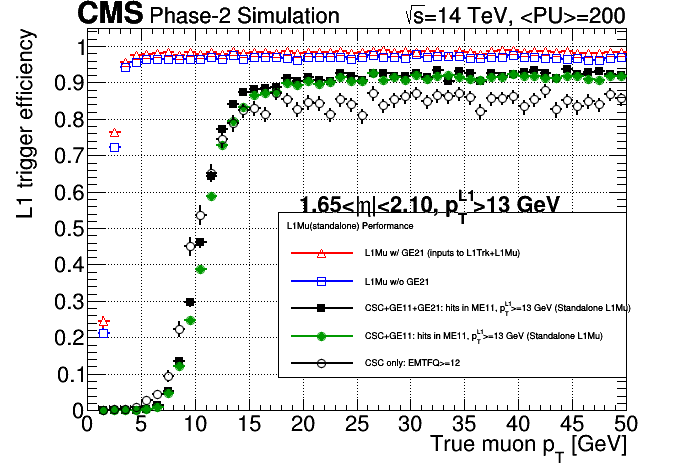 CMS Phase-2 Simulation √s=14 TeV, <PU>=200
L1 trigger efficiency
1
0.9
0.8
0.7
0.6
0.5
0.4
0.3
0.2
0.1
0
1.65<|η|<2.10, p_T^L1>13 GeV
L1Mu(standalone) Performance
L1Mu w/ GE21 (inputs to L1Trk+L1Mu)
L1Mu w/o GE21
CSC+GE11+GE21: hits in ME11, p_T^L1>=13 GeV (Standalone L1Mu)
CSC+GE11: hits in ME11, p_T^L1>=13 GeV (Standalone L1Mu)
CSC only: EMTFQ>=12
0 5 10 15 20 25 30 35 40 45 50
True muon p_T [GeV]